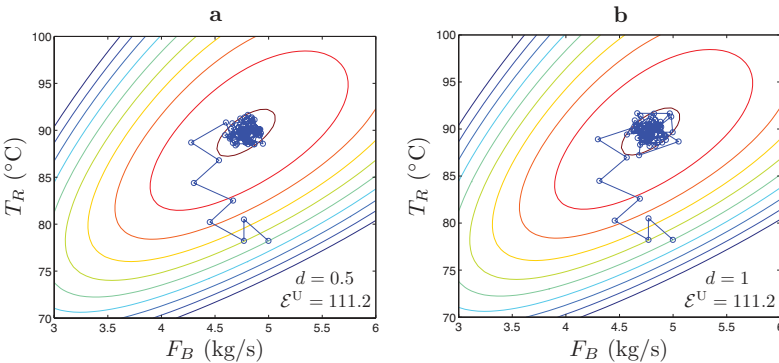 a
100
95
90
85
80
75
70
3 3.5 4 4.5 5 5.5 6
T_R (°C)
F_B (kg/s)
d = 0.5
ℰ^U = 111.2
b
100
95
90
85
80
75
70
3 3.5 4 4.5 5 5.5 6
T_R (°C)
F_B (kg/s)
d = 1
ℰ^U = 111.2